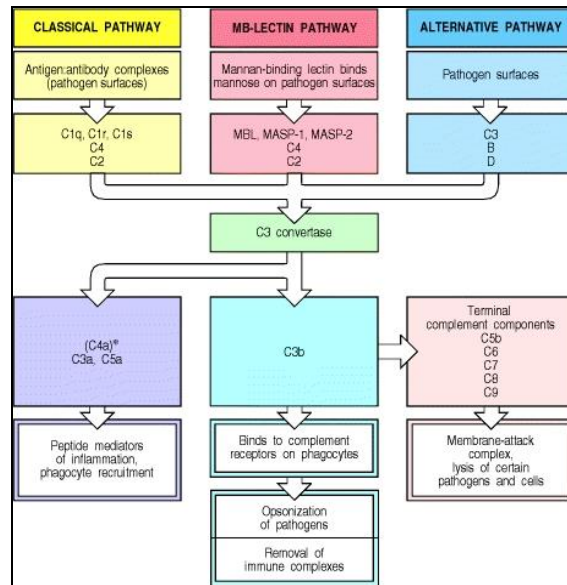 CLASSICAL PATHWAY
MB-LECTIN PATHWAY
ALTERNATIVE PATHWAY
Antigen:antibody complexes
(pathogen surfaces)
Mannan-binding lectin binds
mannose on pathogen surfaces
Pathogen surfaces
C1q, C1r, C1s
C4
C2
MBL, MASP-1, MASP-2
C4
C2
C3
B
D
C3 convertase
(C4a)*
C3a, C5a
C3b
Terminal
complement components
C5b
C6
C7
C8
C9
Peptide mediators
of inflammation,
phagocyte recruitment
Binds to complement
receptors on phagocytes
Opsonization
of pathogens
Removal of
immune complexes
Membrane-attack
complex,
lysis of certain
pathogens and cells